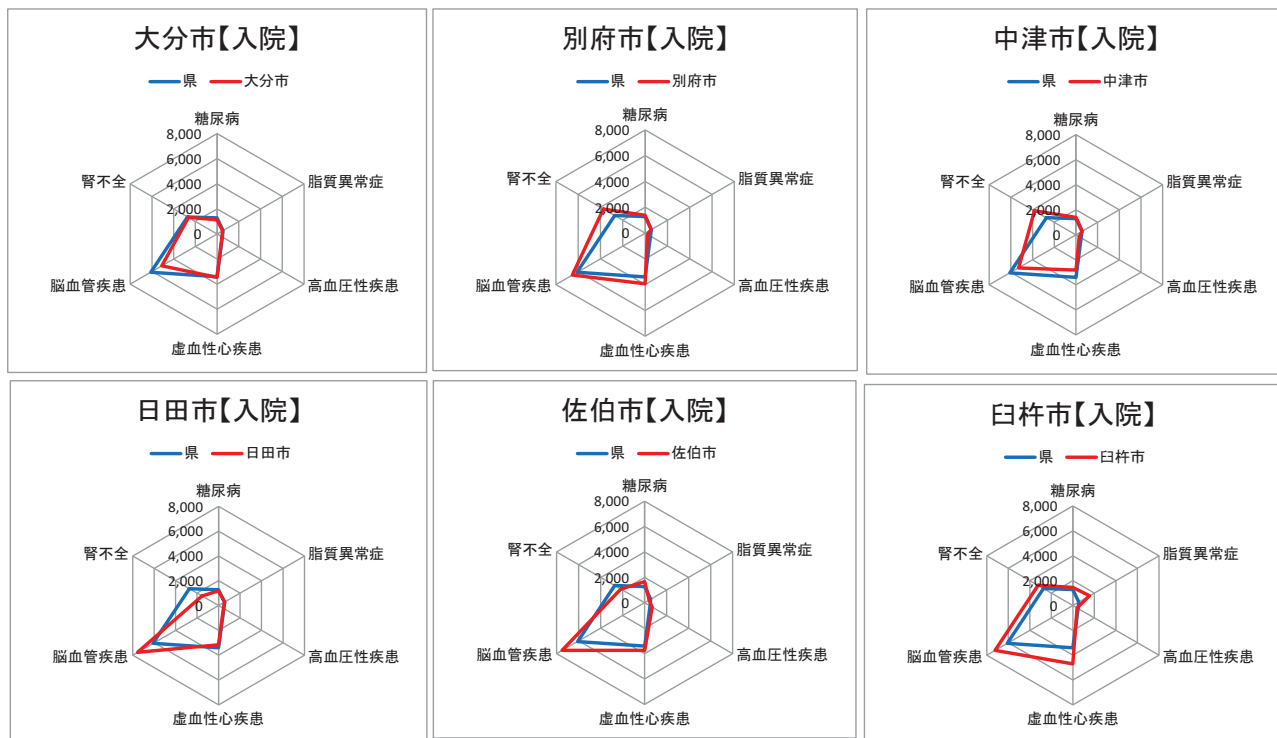 大分市【入院】
県 大分市
糖尿病
8,000
6,000
腎不全
脂質異常症
4,000
2,000
0
脳血管疾患
高血圧性疾患
虚血性心疾患
別府市【入院】
県 別府市
糖尿病
8,000
6,000
腎不全
脂質異常症
4,000
2,000
0
脳血管疾患
高血圧性疾患
虚血性心疾患
中津市【入院】
県 中津市
糖尿病
8,000
6,000
腎不全
脂質異常症
4,000
2,000
0
脳血管疾患
高血圧性疾患
虚血性心疾患
日田市【入院】
県 日田市
糖尿病
8,000
6,000
腎不全
脂質異常症
4,000
2,000
0
脳血管疾患
高血圧性疾患
虚血性心疾患
佐伯市【入院】
県 佐伯市
糖尿病
8,000
6,000
腎不全
脂質異常症
4,000
2,000
0
脳血管疾患
高血圧性疾患
虚血性心疾患
臼杵市【入院】
県 臼杵市
糖尿病
8,000
6,000
腎不全
脂質異常症
4,000
2,000
0
脳血管疾患
高血圧性疾患
虚血性心疾患